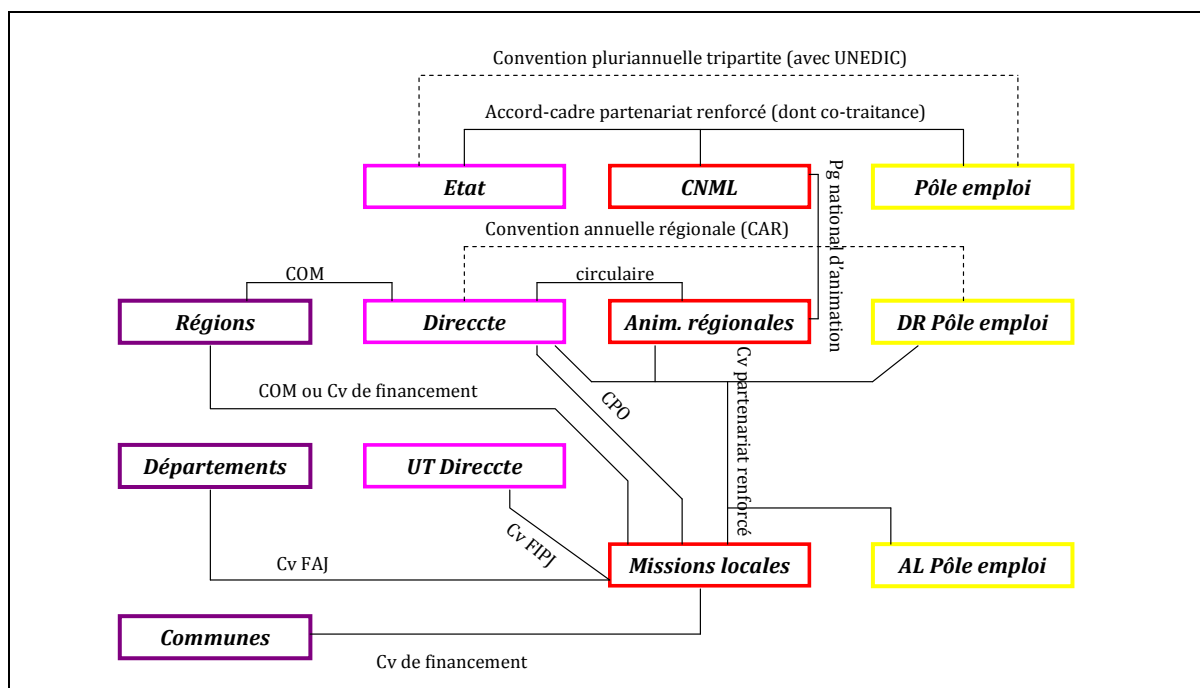 Convention pluriannuelle tripartite (avec UNEDIC)
Accord-cadre partenariat renforcé (dont co-traitance)
Etat
CNML
Pôle emploi
Pg national d'animation
Convention annuelle régionale (CAR)
COM
circulaire
Régions
Direccte
Anim. régionales
DR Pôle emploi
COM ou Cv de financement
CPO
Cv partenariat renforcé
Départements
UT Direccte
Cv FAJ
Cv FIPJ
Missions locales
AL Pôle emploi
Communes
Cv de financement